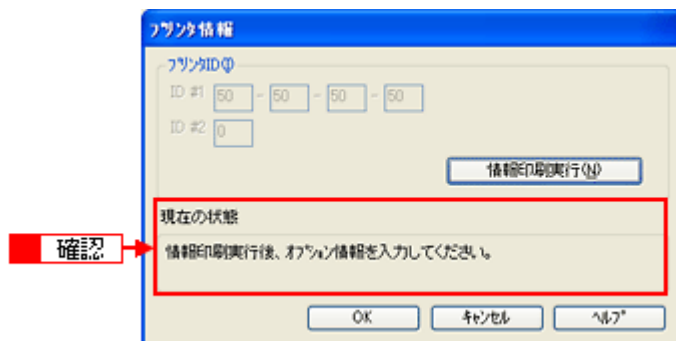 プリンタ情報
プリンタID(I)
ID #1 50 - 50 - 50 - 50
ID #2 0
情報印刷実行(N)
現在の状態
確認
情報印刷実行後、オプション情報を入力してください。
OK キャンセル ヘルプ